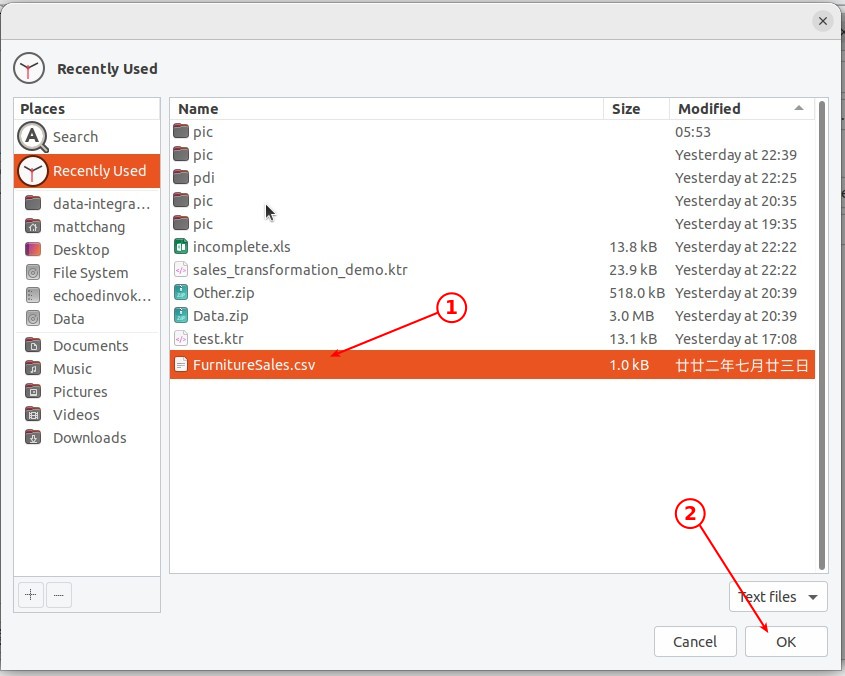 Recently Used
Places
Search
Recently Used
data-integra...
mattchang
Desktop
File System
echoedinvok...
Data
Documents
Music
Pictures
Videos
Downloads
Name Size Modified
pic 05:53
pic Yesterday at 22:39
pdi Yesterday at 22:25
pic Yesterday at 20:35
pic Yesterday at 19:35
incomplete.xls 13.8 kB Yesterday at 22:22
sales_transformation_demo.ktr 23.9 kB Yesterday at 22:22
Other.zip 518.0 kB Yesterday at 20:39
Data.zip 3.0 MB Yesterday at 20:39
test.ktr 13.1 kB Yesterday at 17:08
FurnitureSales.csv 1.0 kB 廿廿二年七月廿三日
1
2
Text files
Cancel OK